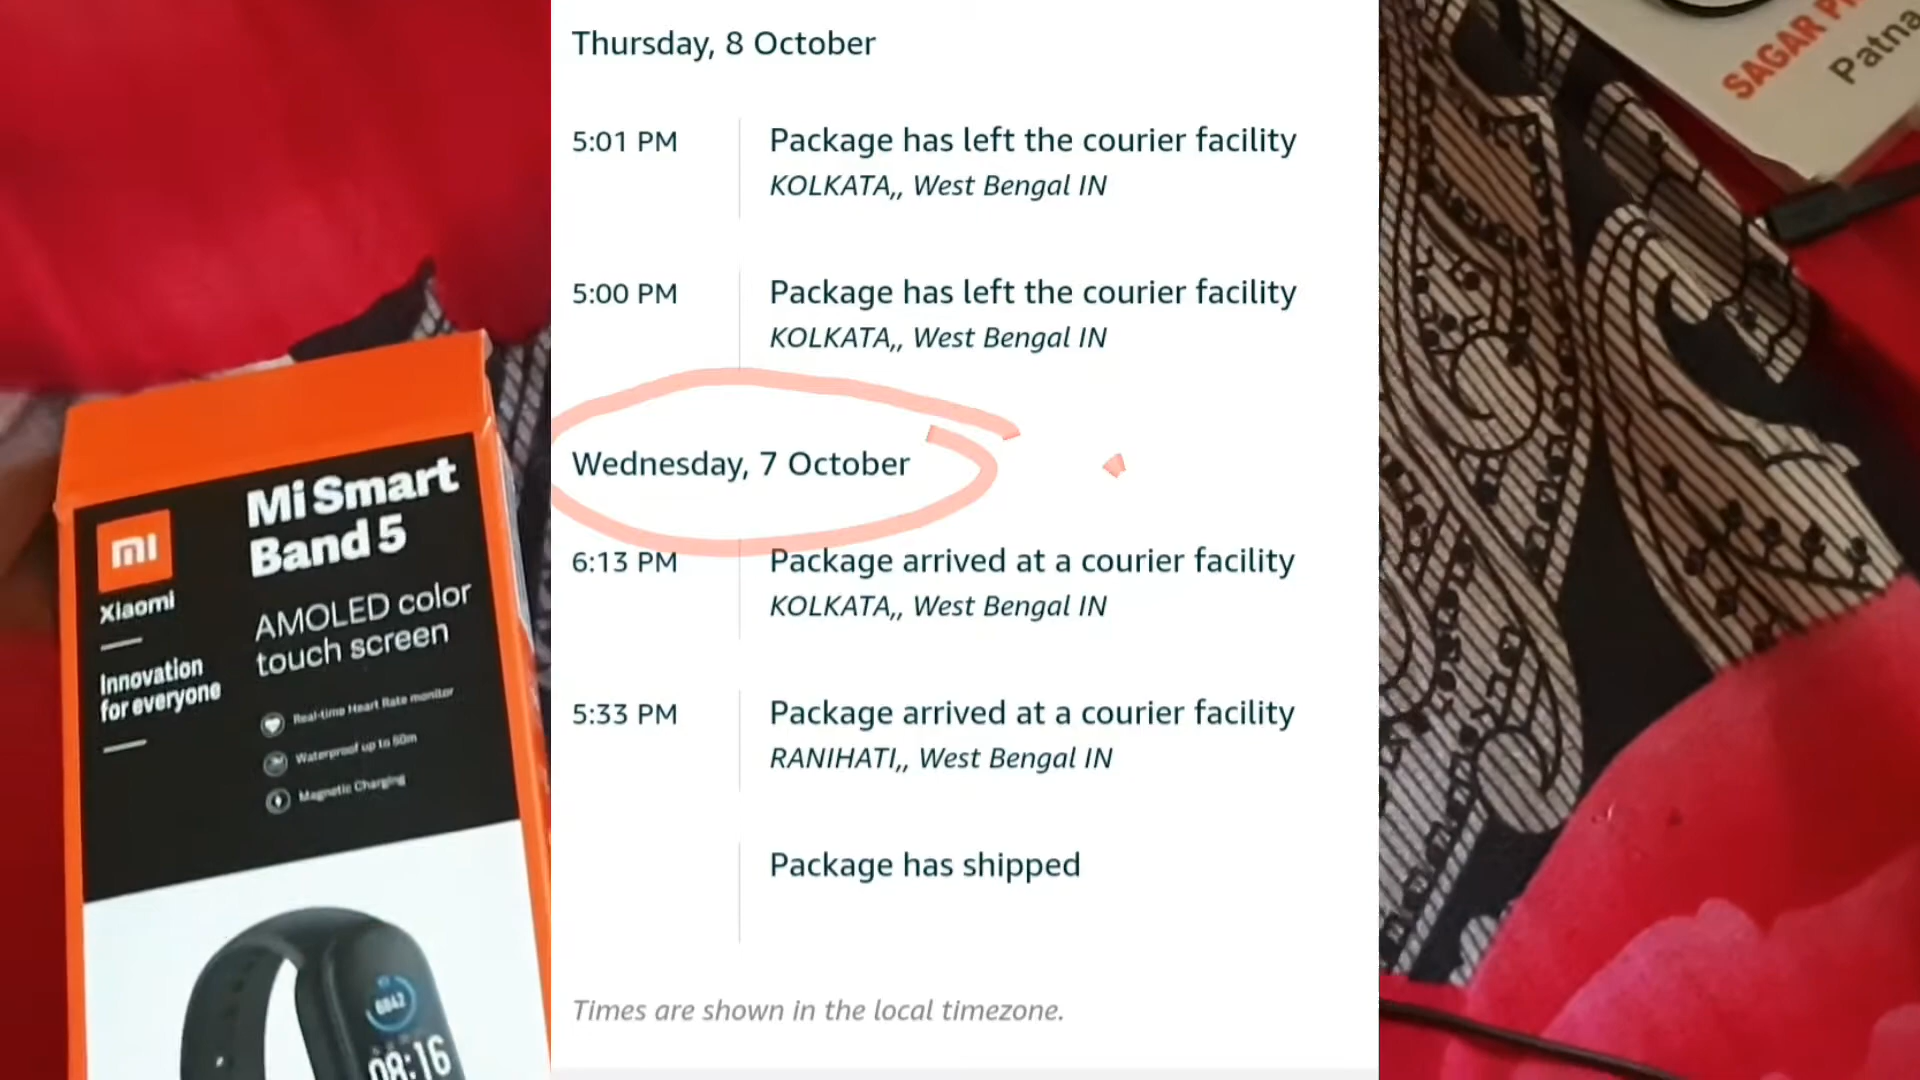 Mi Smart
Band 5
mi
Xiaomi
AMOLED color
touch screen
Innovation
for everyone
Real-time Heart Rate monitor
Waterproof up to 50m
Magnetic Charging
6842
08:16
Thursday, 8 October
5:01 PM
Package has left the courier facility
KOLKATA,, West Bengal IN
5:00 PM
Package has left the courier facility
KOLKATA,, West Bengal IN
Wednesday, 7 October
6:13 PM
Package arrived at a courier facility
KOLKATA,, West Bengal IN
5:33 PM
Package arrived at a courier facility
RANIHATI,, West Bengal IN
Package has shipped
Times are shown in the local timezone.
SAGAR
Patna